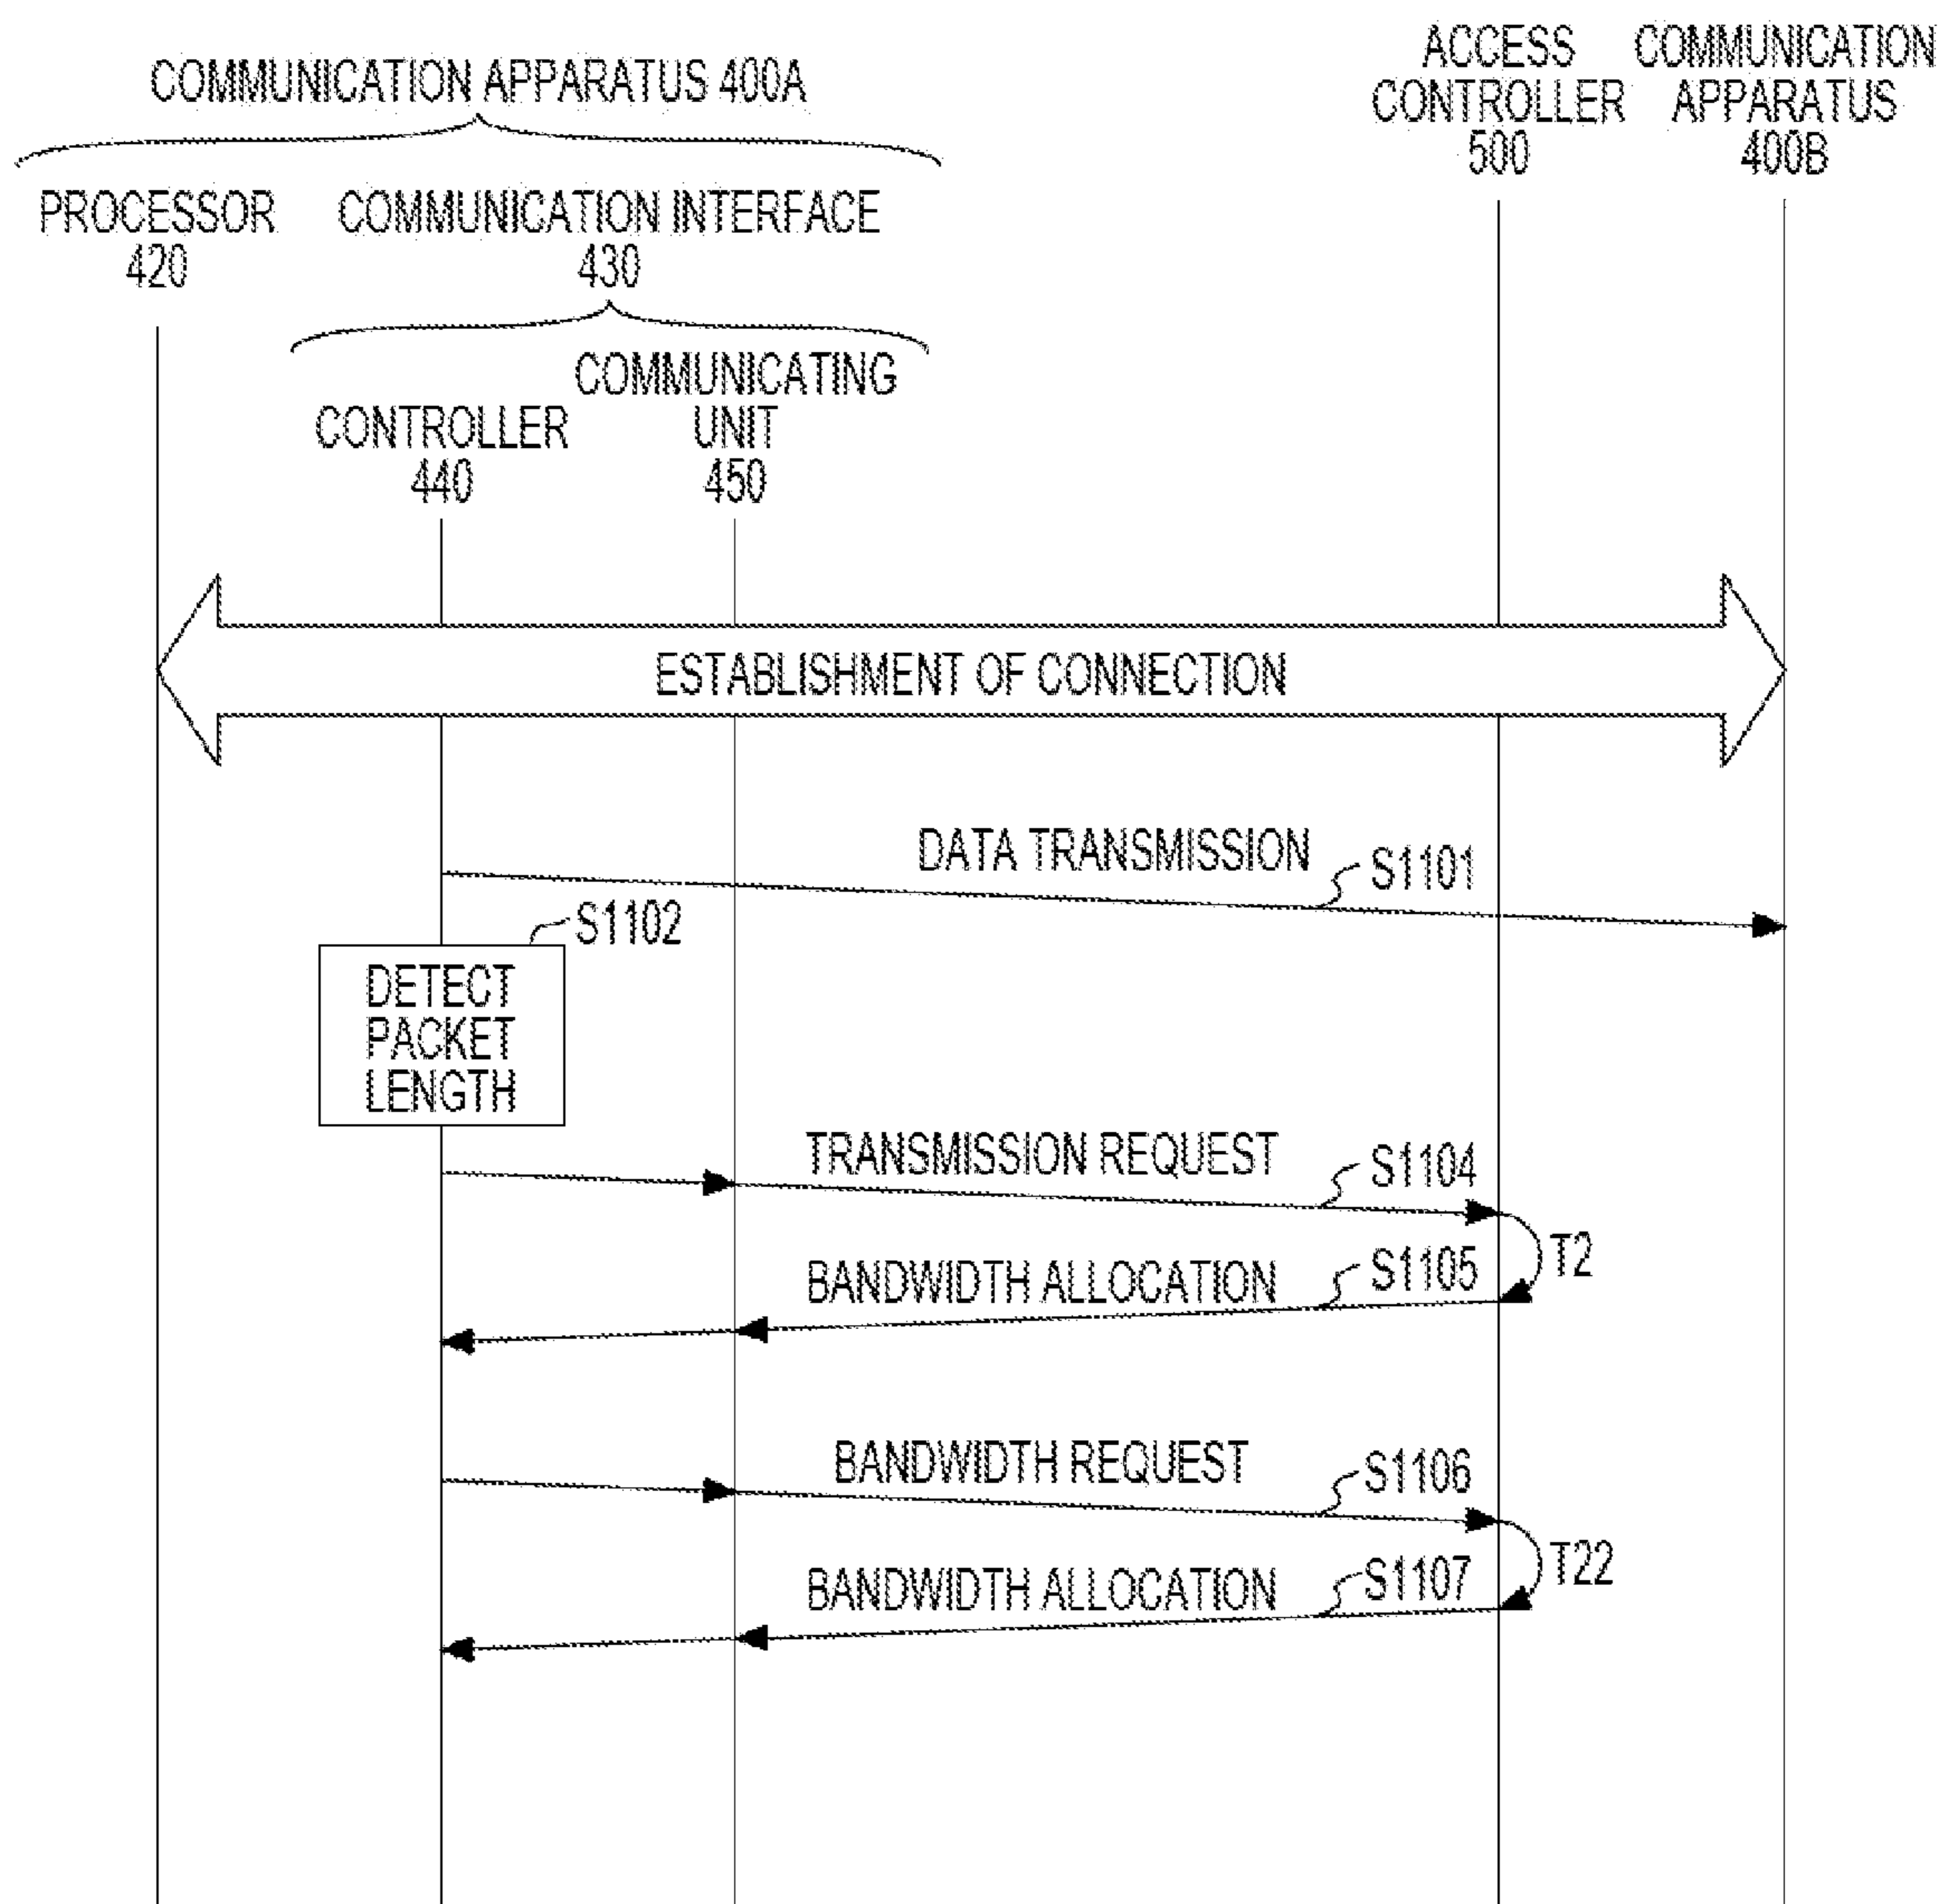 COMMUNICATION APPARATUS 400A
ACCESS
CONTROLLER
500
COMMUNICATION
APPARATUS
400B
PROCESSOR
420
COMMUNICATION INTERFACE
430
CONTROLLER
440
COMMUNICATING
UNIT
450
ESTABLISHMENT OF CONNECTION
DATA TRANSMISSION
S1101
S1102
DETECT
PACKET
LENGTH
TRANSMISSION REQUEST
S1104
T2
BANDWIDTH ALLOCATION
S1105
BANDWIDTH REQUEST
S1106
T22
BANDWIDTH ALLOCATION
S1107